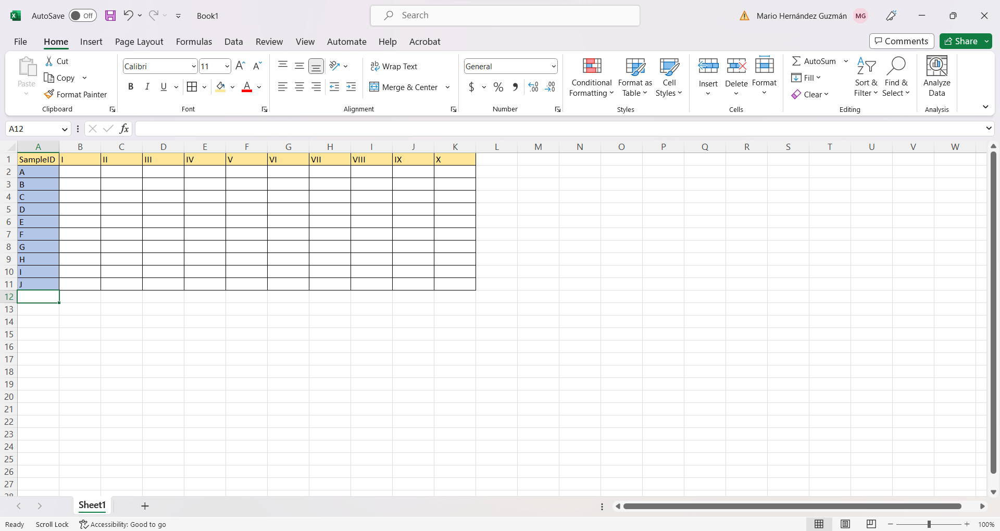 AutoSave Off Book1 Search Mario Hernández Guzmán MG
File Home Insert Page Layout Formulas Data Review View Automate Help Acrobat Comments Share
Paste
Cut
Copy
Format Painter
Clipboard
Calibri 11
B I U A
Font
Wrap Text
Merge & Center
Alignment
General
$ % 9 .00 .00
Number
Conditional Formatting
Format as Table
Cell Styles
Styles
Insert Delete Format
Cells
AutoSum
Fill
Clear
Sort & Filter
Find & Select
Editing
Analyze Data
Analysis
A12 fx
A B C D E F G H I J K L M N O P Q R S T U V W
1 SampleID I II III IV V VI VII VIII IX X
2 A
3 B
4 C
5 D
6 E
7 F
8 G
9 H
10 I
11 J
12
13
14
15
16
17
18
19
20
21
22
23
24
25
26
27
28
Sheet1
Ready Scroll Lock Accessibility: Good to go 100%